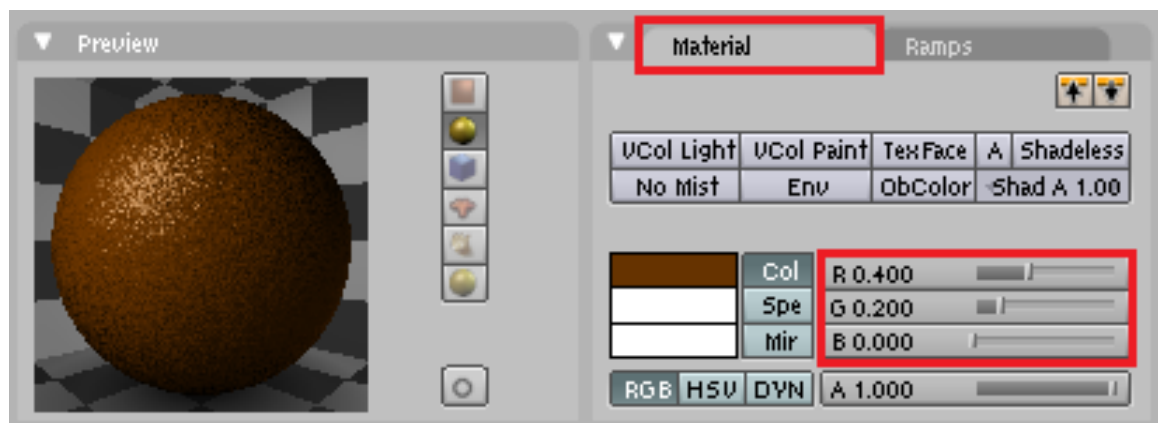 Preview
Material Ramps
VCol Light VCol Paint TexFace A Shadeless
No Mist Env ObColor Shad A 1.00
Col R 0.400
Spe G 0.200
Mir B 0.000
RGB HSV DYN A 1.000